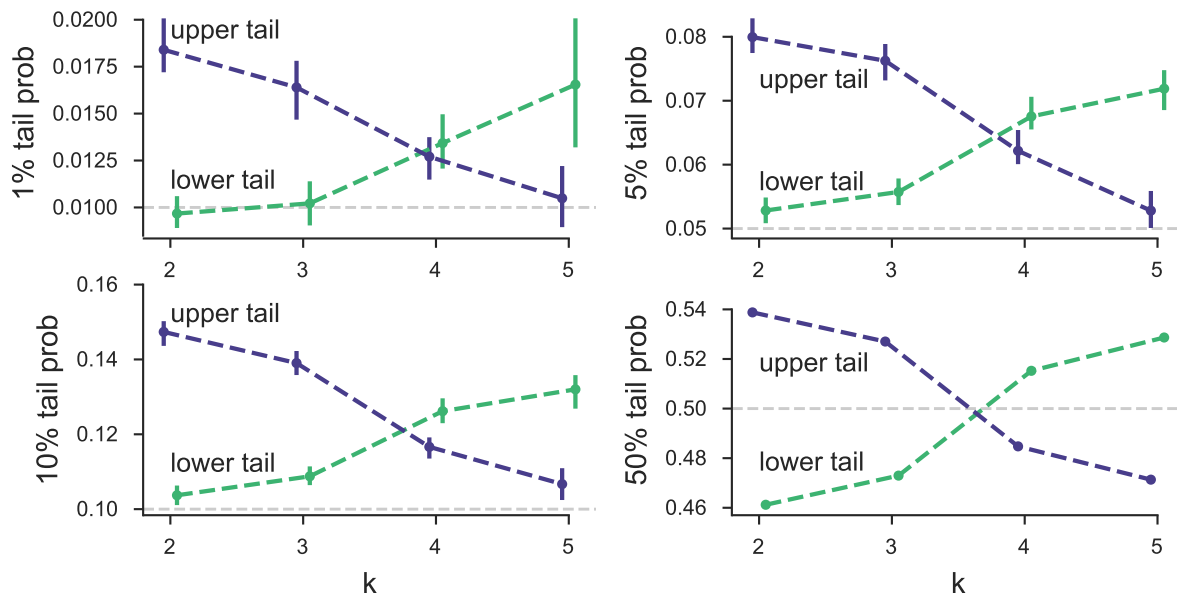 1% tail prob
0.0200
0.0175
0.0150
0.0125
0.0100
upper tail
lower tail
2 3 4 5
5% tail prob
0.08
0.07
0.06
0.05
upper tail
lower tail
2 3 4 5
10% tail prob
0.16
0.14
0.12
0.10
upper tail
lower tail
2 3 4 5
k
50% tail prob
0.54
0.52
0.50
0.48
0.46
upper tail
lower tail
2 3 4 5
k